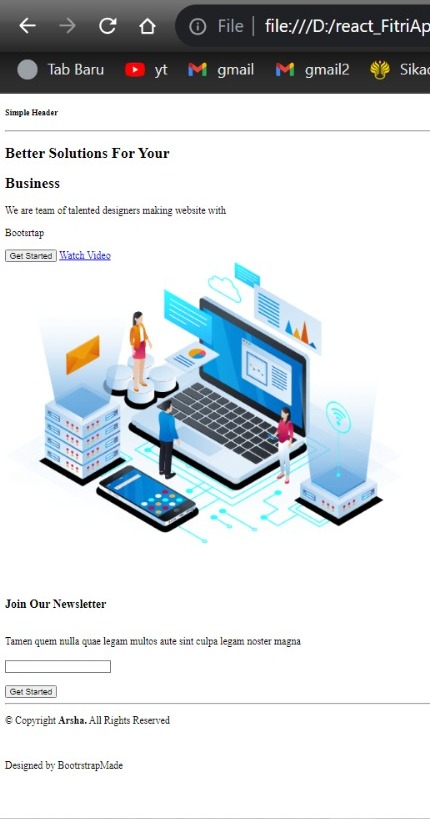 File file:///D:/react_FitriAp
Tab Baru yt gmail gmail2 Sika
Simple Header
Better Solutions For Your
Business
We are team of talented designers making website with
Bootsrtap
Get Started Watch Video
Join Our Newsletter
Tamen quem nulla quae legam multos aute sint culpa legam noster magna
Get Started
© Copyright Arsha. All Rights Reserved
Designed by BootrstrapMade